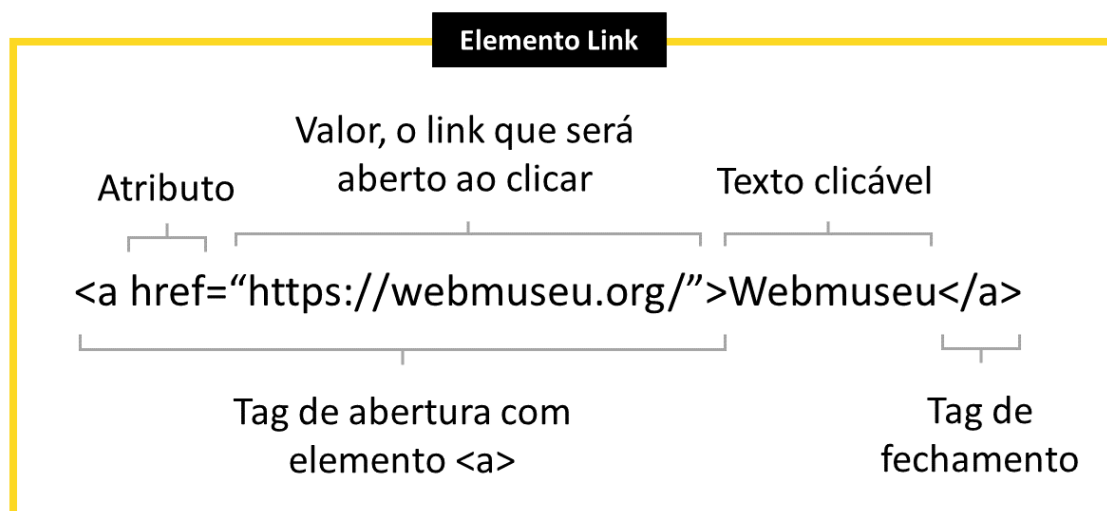 Elemento Link
Valor, o link que será
aberto ao clicar
Atributo
Texto clicável
<a href=“https://webmuseu.org/”>Webmuseu</a>
Tag de abertura com
elemento <a>
Tag de
fechamento